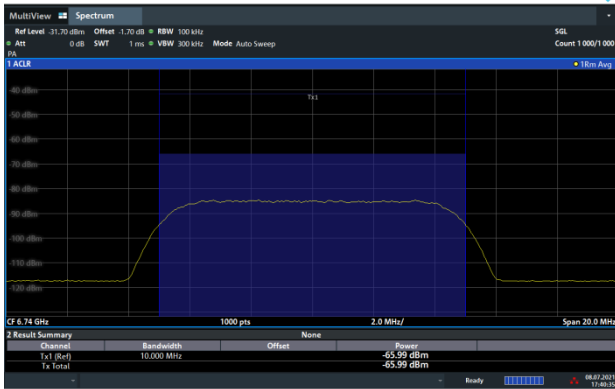 MultiView Spectrum
Ref Level -31.70 dBm Offset -1.70 dB RBW 100 kHz SGL
Att 0 dB SWT 1 ms VBW 300 kHz Mode Auto Sweep Count 1000/1000
PA
1 ACLR 1Rm Avg
-40 dBm
Tx1
-50 dBm
-60 dBm
-70 dBm
-80 dBm
-90 dBm
-100 dBm
-110 dBm
-120 dBm
CF 6.74 GHz 1000 pts 2.0 MHz/ Span 20.0 MHz
2 Result Summary None
Channel Bandwidth Offset Power
Tx1 (Ref) 10.000 MHz -65.99 dBm
Tx Total -65.99 dBm
Ready 08.07.2021
17:40:35